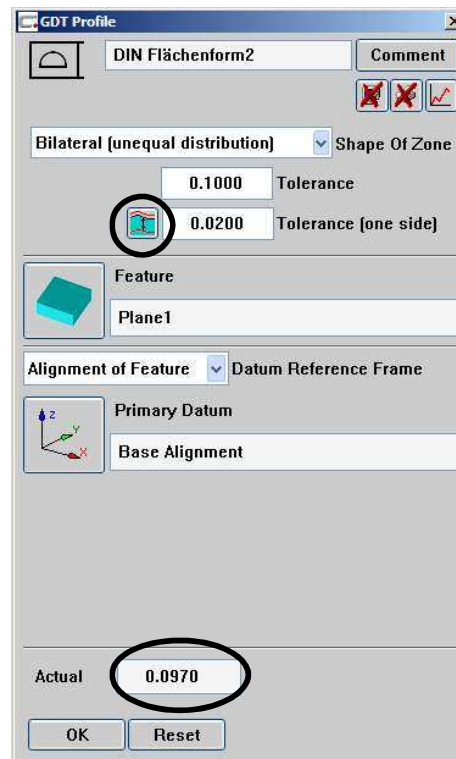 GDT Profile
DIN Flächenform2
Comment
Bilateral (unequal distribution)
Shape Of Zone
0.1000 Tolerance
0.0200 Tolerance (one side)
Feature
Plane1
Alignment of Feature
Datum Reference Frame
z
Y
X
Primary Datum
Base Alignment
Actual 0.0970
OK Reset